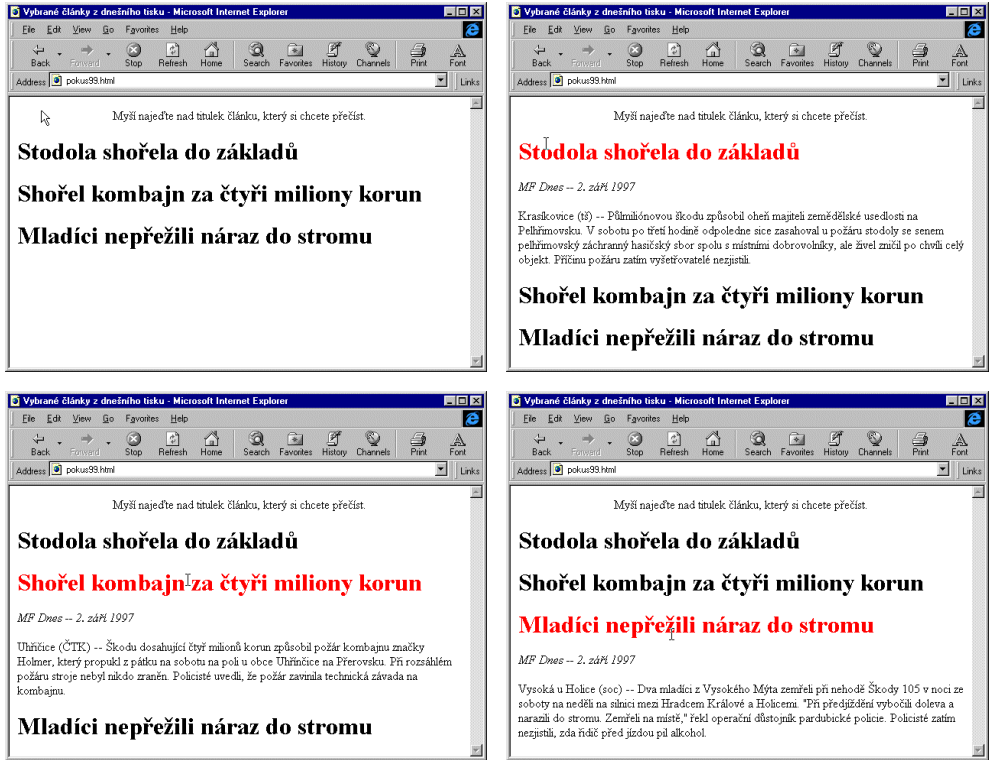 Vybrané články z dnešního tisku - Microsoft Internet Explorer
File Edit View Go Favorites Help
Back Forward Stop Refresh Home Search Favorites History Channels Print Font
Address pokus99.html Links
Myší najeďte nad titulek článku, který si chcete přečíst.
Stodola shořela do základů
Shořel kombajn za čtyři miliony korun
Mladíci nepřežili náraz do stromu
Vybrané články z dnešního tisku - Microsoft Internet Explorer
File Edit View Go Favorites Help
Back Forward Stop Refresh Home Search Favorites History Channels Print Font
Address pokus99.html Links
Myší najeďte nad titulek článku, který si chcete přečíst.
Stodola shořela do základů
MF Dnes -- 2. září 1997
Krasíkovice (tš) -- Půlmiliónovou škodu způsobil oheň majiteli zemědělské usedlosti na
Pelhřimovsku. V sobotu po třetí hodině odpoledne sice zasahoval u požáru stodoly se senem
pelhřimovský záchranný hasičský sbor spolu s místními dobrovolníky, ale živel zničil po chvíli celý
objekt. Příčinu požáru zatím vyšetřovatelé nezjistili.
Shořel kombajn za čtyři miliony korun
Mladíci nepřežili náraz do stromu
Vybrané články z dnešního tisku - Microsoft Internet Explorer
File Edit View Go Favorites Help
Back Forward Stop Refresh Home Search Favorites History Channels Print Font
Address pokus99.html Links
Myší najeďte nad titulek článku, který si chcete přečíst.
Stodola shořela do základů
Shořel kombajn za čtyři miliony korun
MF Dnes -- 2. září 1997
Uhřičice (ČTK) -- Škodu dosahující čtyř milionů korun způsobil požár kombajnu značky
Holmer, který propukl z pátku na sobotu na poli u obce Uhřínčice na Přerovsku. Při rozsáhlém
požáru stroje nebyl nikdo zraněn. Policisté uvedli, že požár zavinila technická závada na
kombajnu.
Mladíci nepřežili náraz do stromu
Vybrané články z dnešního tisku - Microsoft Internet Explorer
File Edit View Go Favorites Help
Back Forward Stop Refresh Home Search Favorites History Channels Print Font
Address pokus99.html Links
Myší najeďte nad titulek článku, který si chcete přečíst.
Stodola shořela do základů
Shořel kombajn za čtyři miliony korun
Mladíci nepřežili náraz do stromu
MF Dnes -- 2. září 1997
Vysoká u Holice (soc) -- Dva mladíci z Vysokého Mýta zemřeli při nehodě Škody 105 v noci ze
soboty na neděli na silnici mezi Hradcem Králové a Holicemi. "Při předjíždění vybočili doleva a
narazili do stromu. Zemřeli na místě," řekl operační důstojník pardubické policie. Policisté zatím
nezjistili, zda řidič před jízdou pil alkohol.